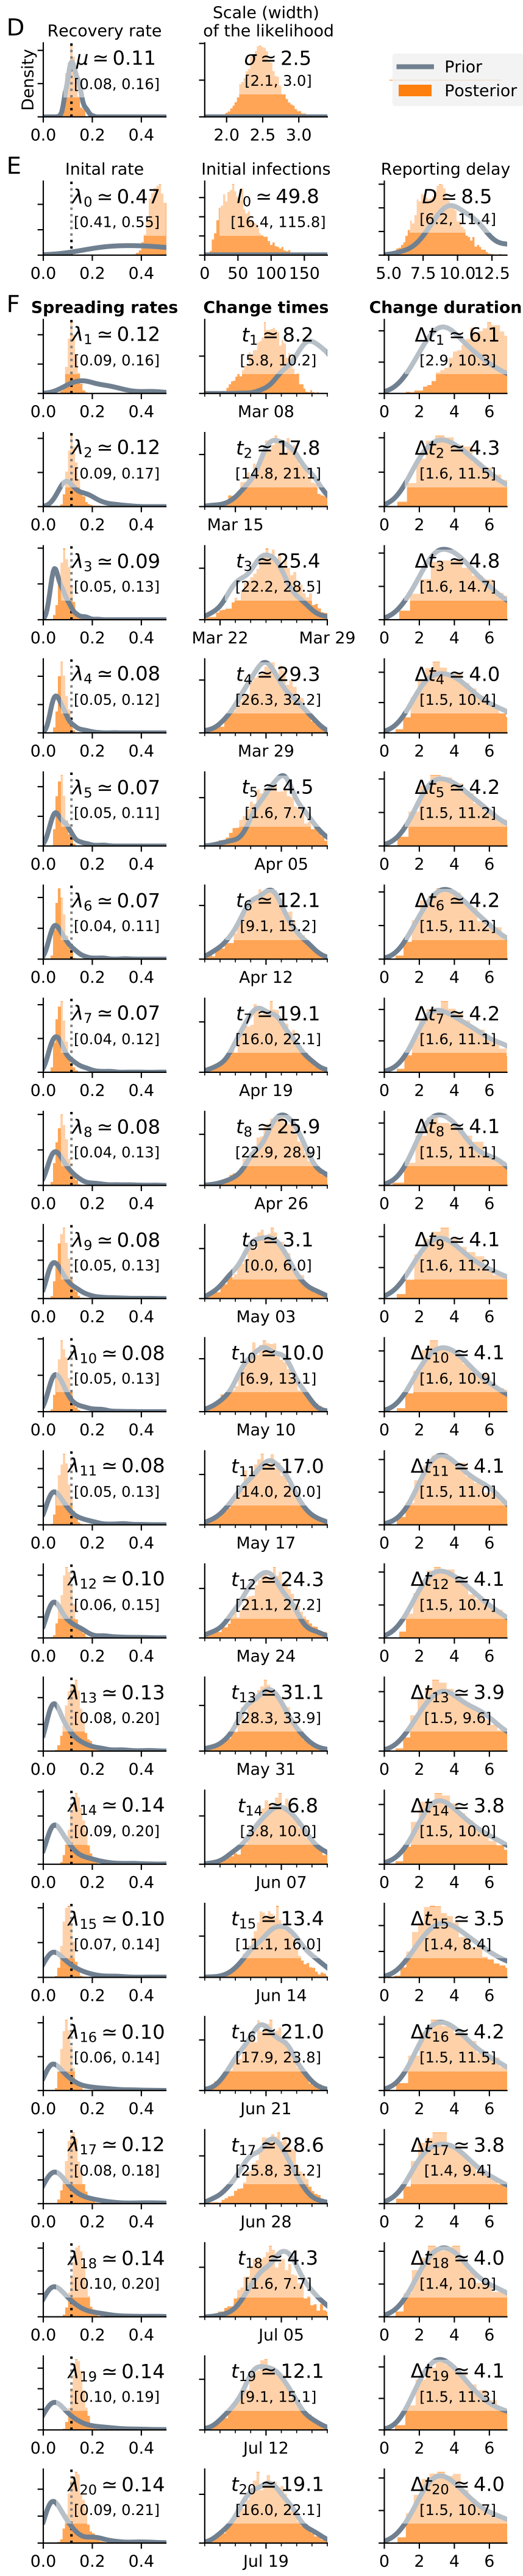 D
Recovery rate
Scale (width)
of the likelihood
Density
μ ≃ 0.11
[0.08, 0.16]
σ ≃ 2.5
[2.1, 3.0]
Prior
Posterior
0.0 0.2 0.4
2.0 2.5 3.0
E
Inital rate
Initial infections
Reporting delay
λ0 ≃ 0.47
[0.41, 0.55]
I0 ≃ 49.8
[16.4, 115.8]
D ≃ 8.5
[6.2, 11.4]
0.0 0.2 0.4
0 50 100 150
5.0 7.5 10.0 12.5
F
Spreading rates
Change times
Change duration
λ1 ≃ 0.12
[0.09, 0.16]
t1 ≃ 8.2
[5.8, 10.2]
Δt1 ≃ 6.1
[2.9, 10.3]
0.0 0.2 0.4
Mar 08
0 2 4 6
λ2 ≃ 0.12
[0.09, 0.17]
t2 ≃ 17.8
[14.8, 21.1]
Δt2 ≃ 4.3
[1.6, 11.5]
0.0 0.2 0.4
Mar 15
0 2 4 6
λ3 ≃ 0.09
[0.05, 0.13]
t3 ≃ 25.4
[22.2, 28.5]
Δt3 ≃ 4.8
[1.6, 14.7]
0.0 0.2 0.4
Mar 22 Mar 29
0 2 4 6
λ4 ≃ 0.08
[0.05, 0.12]
t4 ≃ 29.3
[26.3, 32.2]
Δt4 ≃ 4.0
[1.5, 10.4]
0.0 0.2 0.4
Mar 29
0 2 4 6
λ5 ≃ 0.07
[0.05, 0.11]
t5 ≃ 4.5
[1.6, 7.7]
Δt5 ≃ 4.2
[1.5, 11.2]
0.0 0.2 0.4
Apr 05
0 2 4 6
λ6 ≃ 0.07
[0.04, 0.11]
t6 ≃ 12.1
[9.1, 15.2]
Δt6 ≃ 4.2
[1.5, 11.2]
0.0 0.2 0.4
Apr 12
0 2 4 6
λ7 ≃ 0.07
[0.04, 0.12]
t7 ≃ 19.1
[16.0, 22.1]
Δt7 ≃ 4.2
[1.6, 11.1]
0.0 0.2 0.4
Apr 19
0 2 4 6
λ8 ≃ 0.08
[0.04, 0.13]
t8 ≃ 25.9
[22.9, 28.9]
Δt8 ≃ 4.1
[1.5, 11.1]
0.0 0.2 0.4
Apr 26
0 2 4 6
λ9 ≃ 0.08
[0.05, 0.13]
t9 ≃ 3.1
[0.0, 6.0]
Δt9 ≃ 4.1
[1.6, 11.2]
0.0 0.2 0.4
May 03
0 2 4 6
λ10 ≃ 0.08
[0.05, 0.13]
t10 ≃ 10.0
[6.9, 13.1]
Δt10 ≃ 4.1
[1.6, 10.9]
0.0 0.2 0.4
May 10
0 2 4 6
λ11 ≃ 0.08
[0.05, 0.13]
t11 ≃ 17.0
[14.0, 20.0]
Δt11 ≃ 4.1
[1.5, 11.0]
0.0 0.2 0.4
May 17
0 2 4 6
λ12 ≃ 0.10
[0.06, 0.15]
t12 ≃ 24.3
[21.1, 27.2]
Δt12 ≃ 4.1
[1.5, 10.7]
0.0 0.2 0.4
May 24
0 2 4 6
λ13 ≃ 0.13
[0.08, 0.20]
t13 ≃ 31.1
[28.3, 33.9]
Δt13 ≃ 3.9
[1.5, 9.6]
0.0 0.2 0.4
May 31
0 2 4 6
λ14 ≃ 0.14
[0.09, 0.20]
t14 ≃ 6.8
[3.8, 10.0]
Δt14 ≃ 3.8
[1.5, 10.0]
0.0 0.2 0.4
Jun 07
0 2 4 6
λ15 ≃ 0.10
[0.07, 0.14]
t15 ≃ 13.4
[11.1, 16.0]
Δt15 ≃ 3.5
[1.4, 8.4]
0.0 0.2 0.4
Jun 14
0 2 4 6
λ16 ≃ 0.10
[0.06, 0.14]
t16 ≃ 21.0
[17.9, 23.8]
Δt16 ≃ 4.2
[1.5, 11.5]
0.0 0.2 0.4
Jun 21
0 2 4 6
λ17 ≃ 0.12
[0.08, 0.18]
t17 ≃ 28.6
[25.8, 31.2]
Δt17 ≃ 3.8
[1.4, 9.4]
0.0 0.2 0.4
Jun 28
0 2 4 6
λ18 ≃ 0.14
[0.10, 0.20]
t18 ≃ 4.3
[1.6, 7.7]
Δt18 ≃ 4.0
[1.4, 10.9]
0.0 0.2 0.4
Jul 05
0 2 4 6
λ19 ≃ 0.14
[0.10, 0.19]
t19 ≃ 12.1
[9.1, 15.1]
Δt19 ≃ 4.1
[1.5, 11.3]
0.0 0.2 0.4
Jul 12
0 2 4 6
λ20 ≃ 0.14
[0.09, 0.21]
t20 ≃ 19.1
[16.0, 22.1]
Δt20 ≃ 4.0
[1.5, 10.7]
0.0 0.2 0.4
Jul 19
0 2 4 6